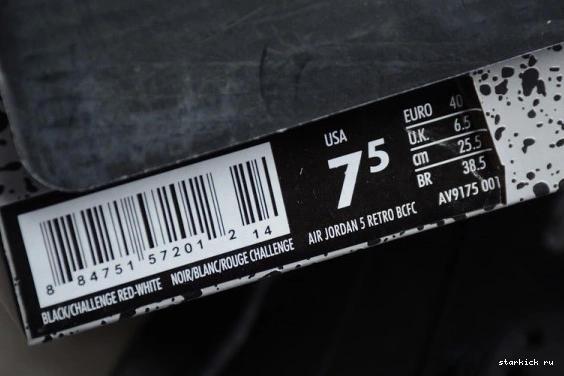 USA
7⁵
EURO 40
U.K. 6.5
cm 25.5
BR 38.5
AV9175 001
AIR JORDAN 5 RETRO BCFC
8 84751 57201 2 14
BLACK/CHALLENGE RED-WHITE NOIR/BLANC/ROUGE CHALLENGE
starkick ru